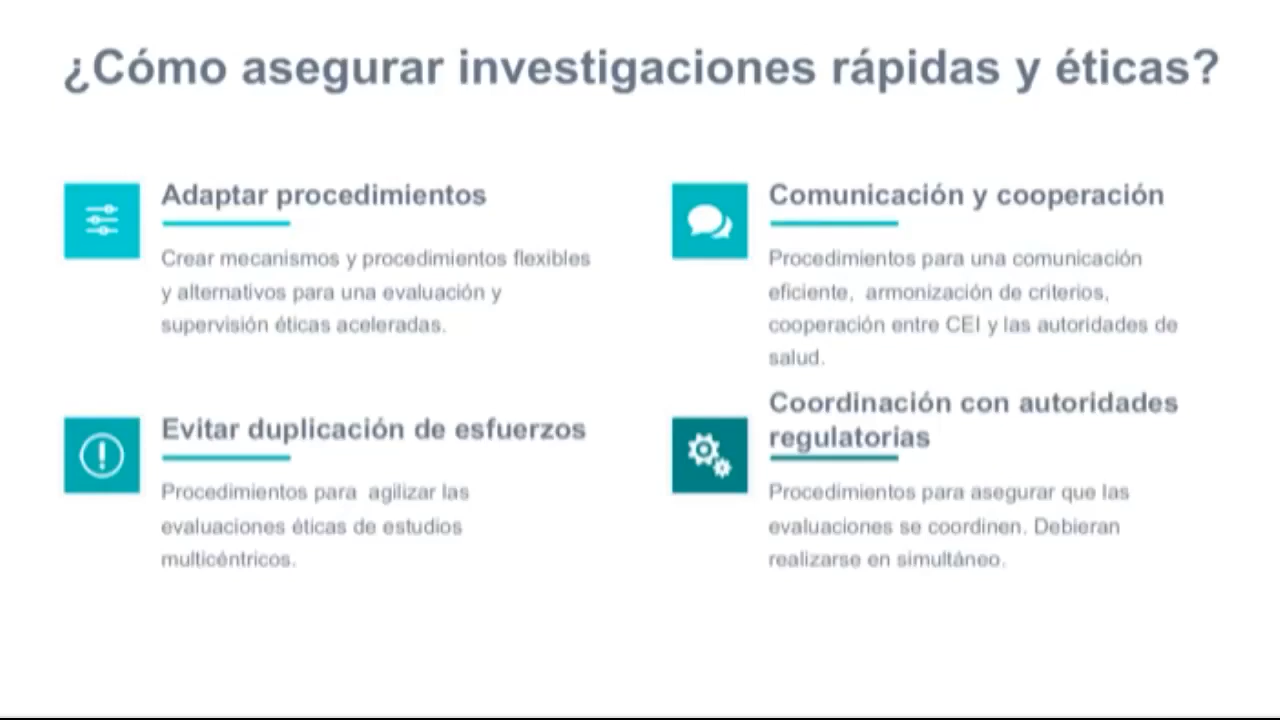 ¿Cómo asegurar investigaciones rápidas y éticas?
Adaptar procedimientos
Crear mecanismos y procedimientos flexibles
y alternativos para una evaluación y
supervisión éticas aceleradas.
Comunicación y cooperación
Procedimientos para una comunicación
eficiente, armonización de criterios,
cooperación entre CEI y las autoridades de
salud.
Evitar duplicación de esfuerzos
Procedimientos para agilizar las
evaluaciones éticas de estudios
multicéntricos.
Coordinación con autoridades
regulatorias
Procedimientos para asegurar que las
evaluaciones se coordinen. Debieran
realizarse en simultáneo.